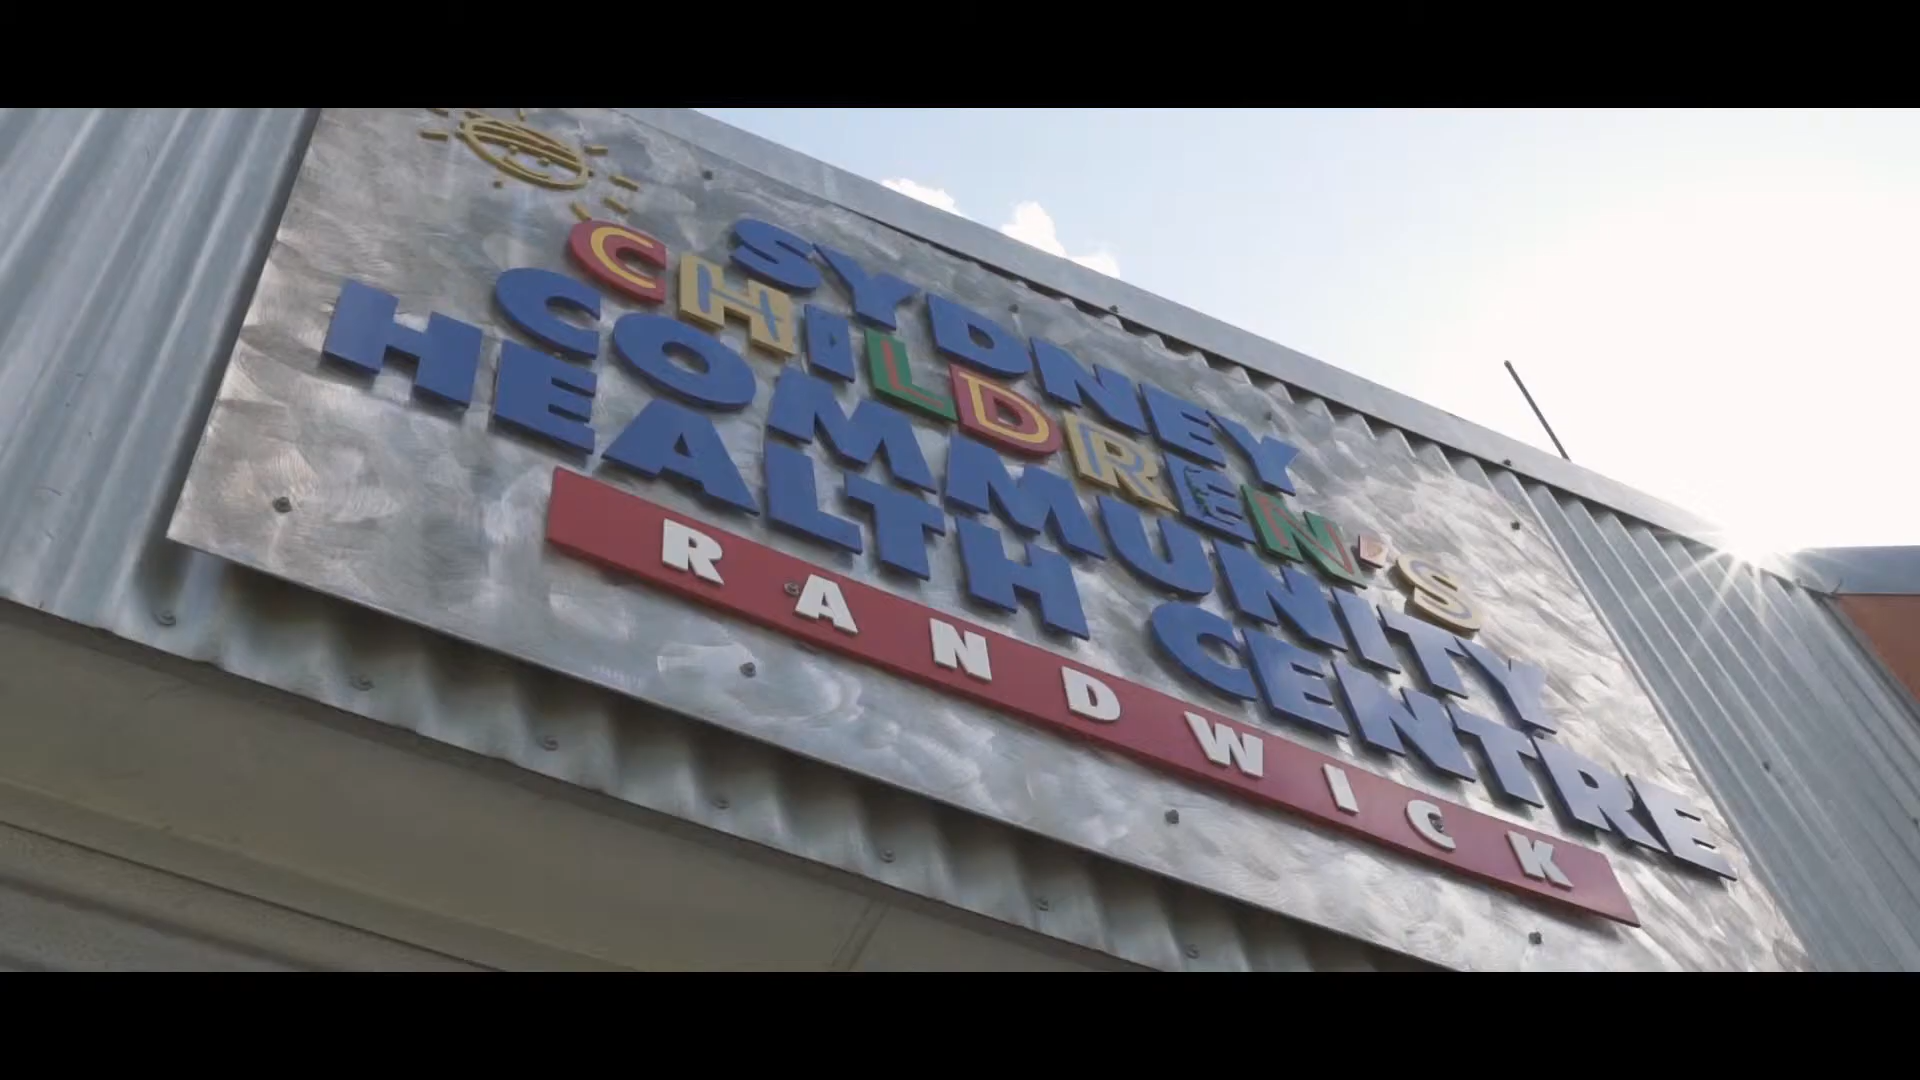 SYDNEY
CHILDREN'S
COMMUNITY
HEALTH CENTRE
RANDWICK